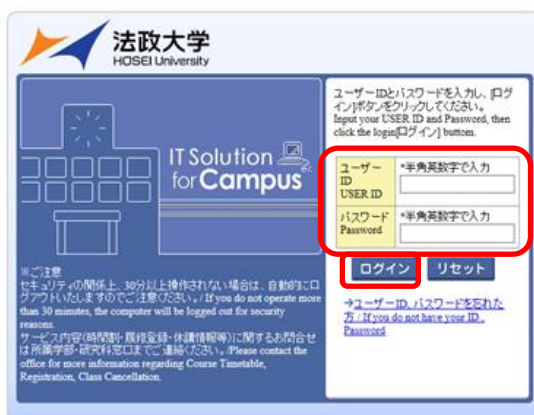 法政大学
HOSEI University
ユーザーIDとパスワードを入力し、[ログ
イン]ボタンをクリックしてください。
Input your USER ID and Password, then
click the login[ログイン] buttom.
IT Solution
for Campus
ユーザー
ID
USER ID
*半角英数字で入力
パスワード
Password
*半角英数字で入力
ログイン リセット
→ユーザーID、パスワードを忘れた
方 / If you do not have your ID 、
Password
※ご注意
セキュリティの関係上、30分以上操作されない場合は、自動的にロ
グアウトいたしますのでご注意ください。/ If you do not operate more
than 30 minutes, the computer will be logged out for security
reasons.
サービス内容(時間割・履修登録・休講情報等)に関するお問合せ
は所属学部・研究科窓口までご連絡ください。/Please contact the
office for more information regarding Course Timetable,
Registration, Class Cancellation.